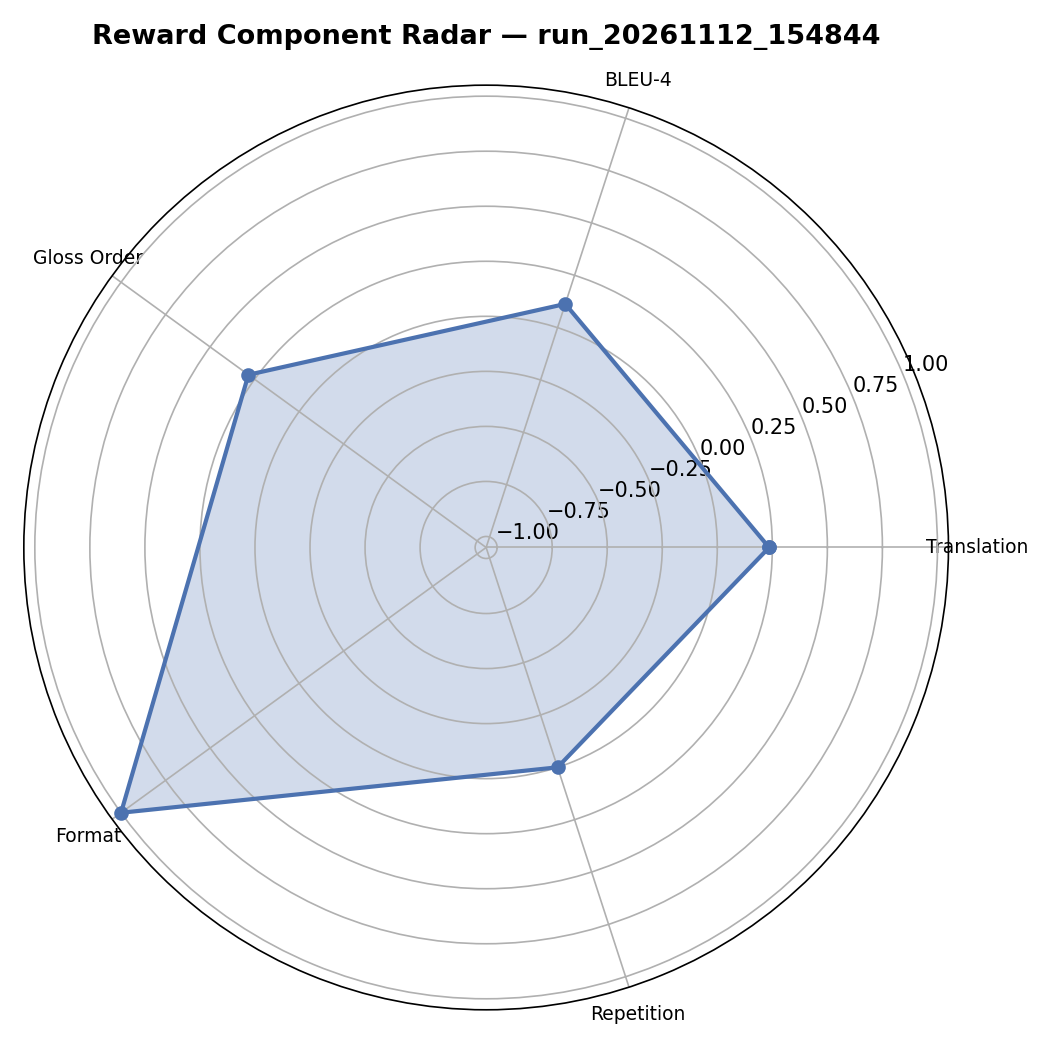 Reward Component Radar — run_20261112_154844
BLEU-4
Gloss Order
1.00
0.75
0.50
0.25
0.00
−0.25
−0.50
−0.75
−1.00
Translation
Format
Repetition